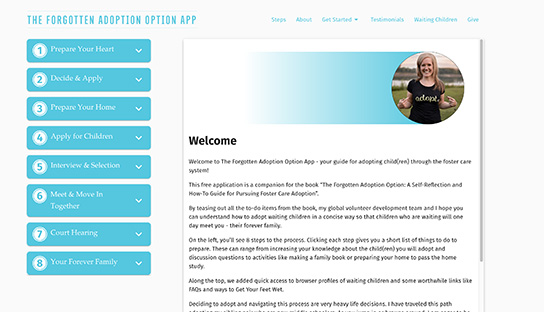 THE FORGOTTEN ADOPTION OPTION APP
Steps About Get Started Testimonials Waiting Children Give
1 Prepare Your Heart
2 Decide & Apply
3 Prepare Your Home
4 Apply for Children
5 Interview & Selection
6 Meet & Move In
Together
7 Court Hearing
8 Your Forever Family
adopt.
Welcome
Welcome to The Forgotten Adoption Option App - your guide for adopting child(ren) through the foster care
system!
This free application is a companion for the book "The Forgotten Adoption Option: A Self-Reflection and
How-To Guide for Pursuing Foster Care Adoption".
By teasing out all the to-do items from the book, my global volunteer development team and I hope you
can understand how to adopt waiting children in a concise way so that children who are waiting will one
day meet you - their forever family.
On the left, you'll see 8 steps to the process. Clicking each step gives you a short list of things to do to
prepare. These can range from increasing your knowledge about the child(ren) you will adopt and
discussion questions to activities like making a family book or preparing your home to pass the home
study.
Along the top, we added quick access to browser profiles of waiting children and some worthwhile links like
FAQs and ways to Get Your Feet Wet.
Deciding to adopt and navigating this process are very heavy life decisions. I have traveled this path